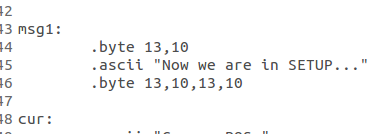 42
43 msg1:
44 .byte 13,10
45 .ascii "Now we are in SETUP..."
46 .byte 13,10,13,10
47
48 cur: